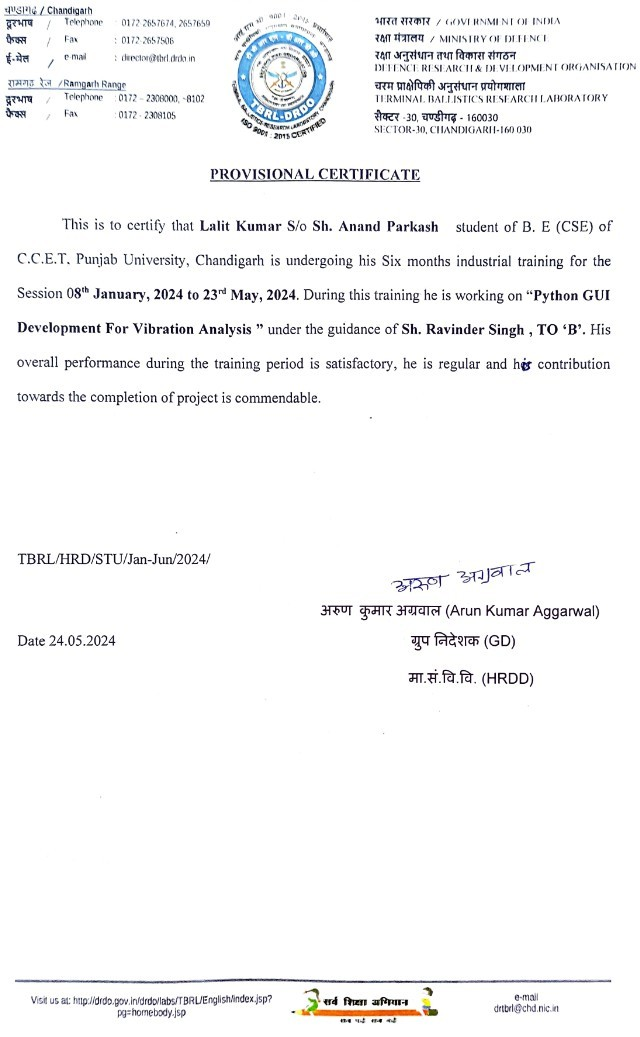 चण्डीगढ़ / Chandigarh
दूरभाष / Telephone : 0172-2657674, 2657659
फैक्स / Fax : 0172-2657506
ई-मेल / e-mail : director@tbrl.drdo.in
रामगढ़ रेंज / Ramgarh Range
दूरभाष / Telephone : 0172 - 2308000, -8102
फैक्स / Fax : 0172 - 2308105
TBRL-DRDO
ISO 9001 : 2015 CERTIFIED
भारत सरकार / GOVERNMENT OF INDIA
रक्षा मंत्रालय / MINISTRY OF DEFENCE
रक्षा अनुसंधान तथा विकास संगठन
DEFENCE RESEARCH & DEVELOPMENT ORGANISATION
चरम प्राक्षेपिकी अनुसंधान प्रयोगशाला
TERMINAL BALLISTICS RESEARCH LABORATORY
सैक्टर -30, चण्डीगढ़ - 160030
SECTOR-30, CHANDIGARH-160 030
PROVISIONAL CERTIFICATE
This is to certify that Lalit Kumar S/o Sh. Anand Parkash student of B. E (CSE) of
C.C.E.T. Punjab University, Chandigarh is undergoing his Six months industrial training for the
Session 08th January, 2024 to 23rd May, 2024. During this training he is working on “Python GUI
Development For Vibration Analysis ” under the guidance of Sh. Ravinder Singh , TO ‘B’. His
overall performance during the training period is satisfactory, he is regular and his contribution
towards the completion of project is commendable.
TBRL/HRD/STU/Jan-Jun/2024/
अरुण अग्रवाल
अरुण कुमार अग्रवाल (Arun Kumar Aggarwal)
Date 24.05.2024
ग्रुप निदेशक (GD)
मा.सं.वि.वि. (HRDD)
Visit us at: http://drdo.gov.in/drdo/labs/TBRL/English/index.jsp?
pg=homebody.jsp
सर्व शिक्षा अभियान
सब पढ़ें सब बढ़ें
e-mail
drtbrl@chd.nic.in